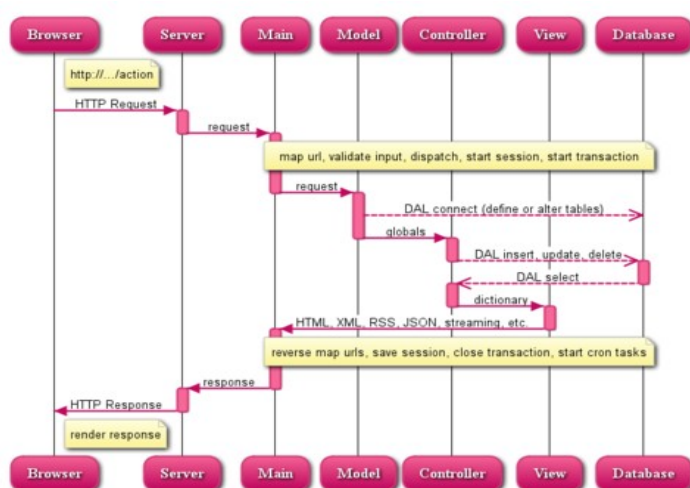 Browser Server Main Model Controller View Database
http://.../action
HTTP Request
request
map url, validate input, dispatch, start session, start transaction
request
DAL connect (define or alter tables)
globals
DAL insert, update, delete
DAL select
dictionary
HTML, XML, RSS, JSON, streaming, etc.
reverse map urls, save session, close transaction, start cron tasks
response
HTTP Response
render response
Browser Server Main Model Controller View Database